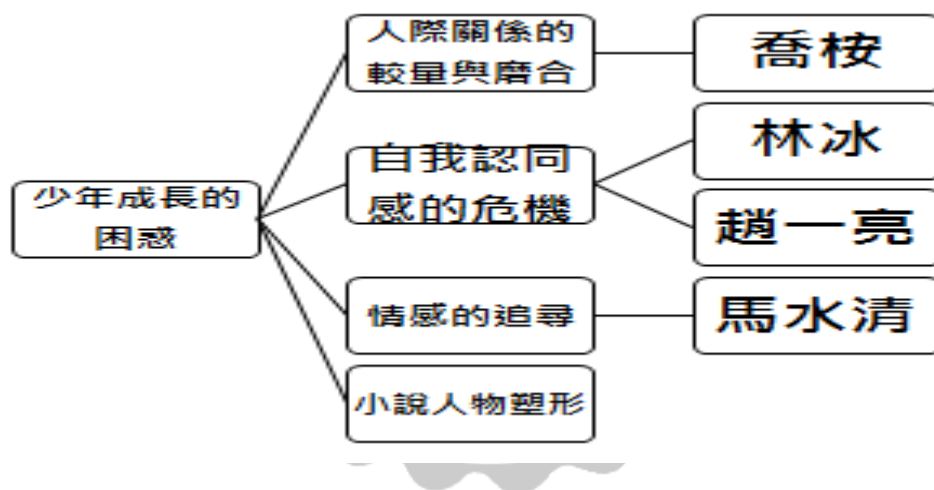 人際關係的
較量與磨合
喬桉
自我認同
感的危機
林冰
趙一亮
少年成長的
困惑
情感的追尋
馬水清
小說人物塑形